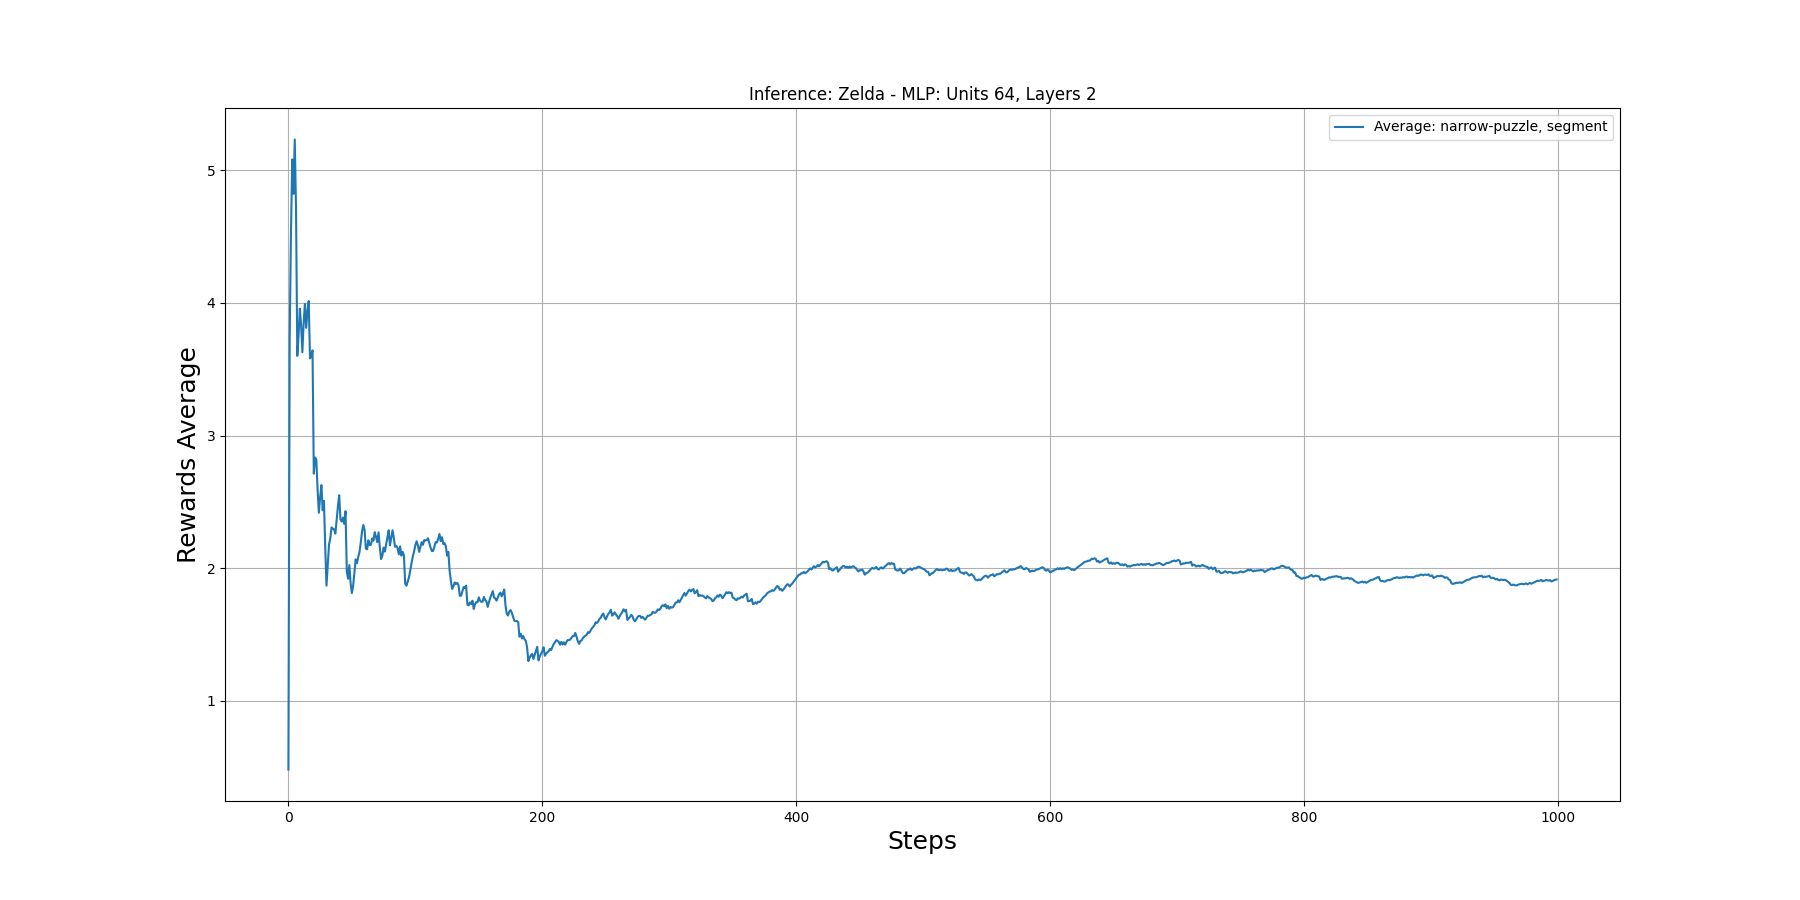 Inference: Zelda - MLP: Units 64, Layers 2
Average: narrow-puzzle, segment
Rewards Average
5
4
3
2
1
0
200
400
600
800
1000
Steps